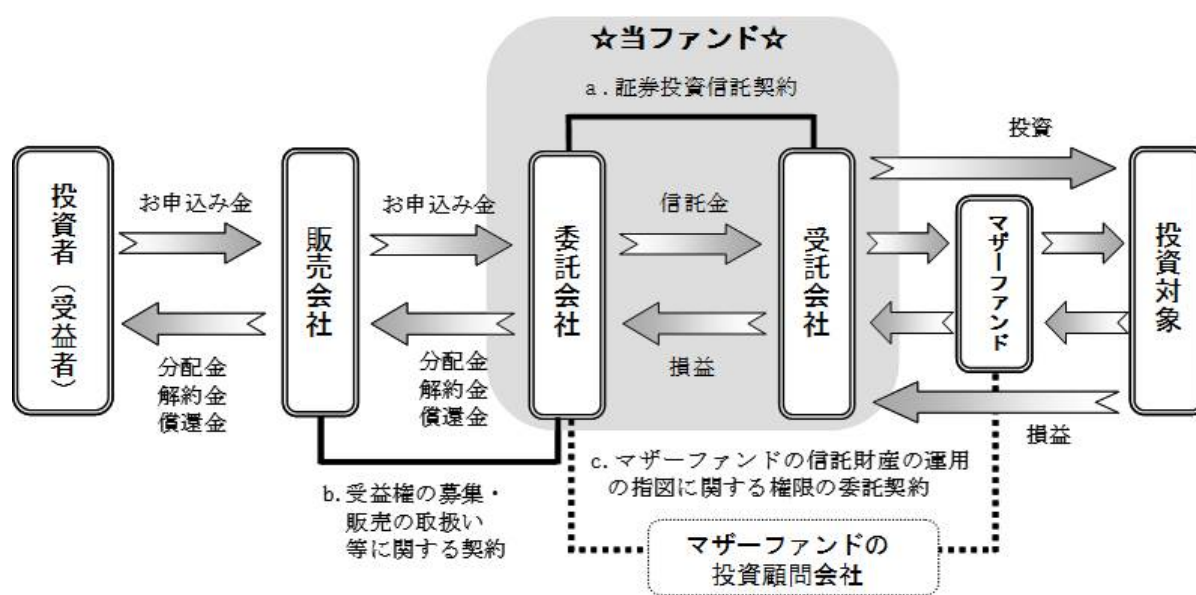 ☆当ファンド☆
a.証券投資信託契約
投資者（受益者）
お申込み金
分配金
解約金
償還金
販売会社
お申込み金
分配金
解約金
償還金
委託会社
信託金
損益
受託会社
投資
マザーファンド
投資対象
損益
b.受益権の募集・
販売の取扱い
等に関する契約
c.マザーファンドの信託財産の運用
の指図に関する権限の委託契約
マザーファンドの
投資顧問会社